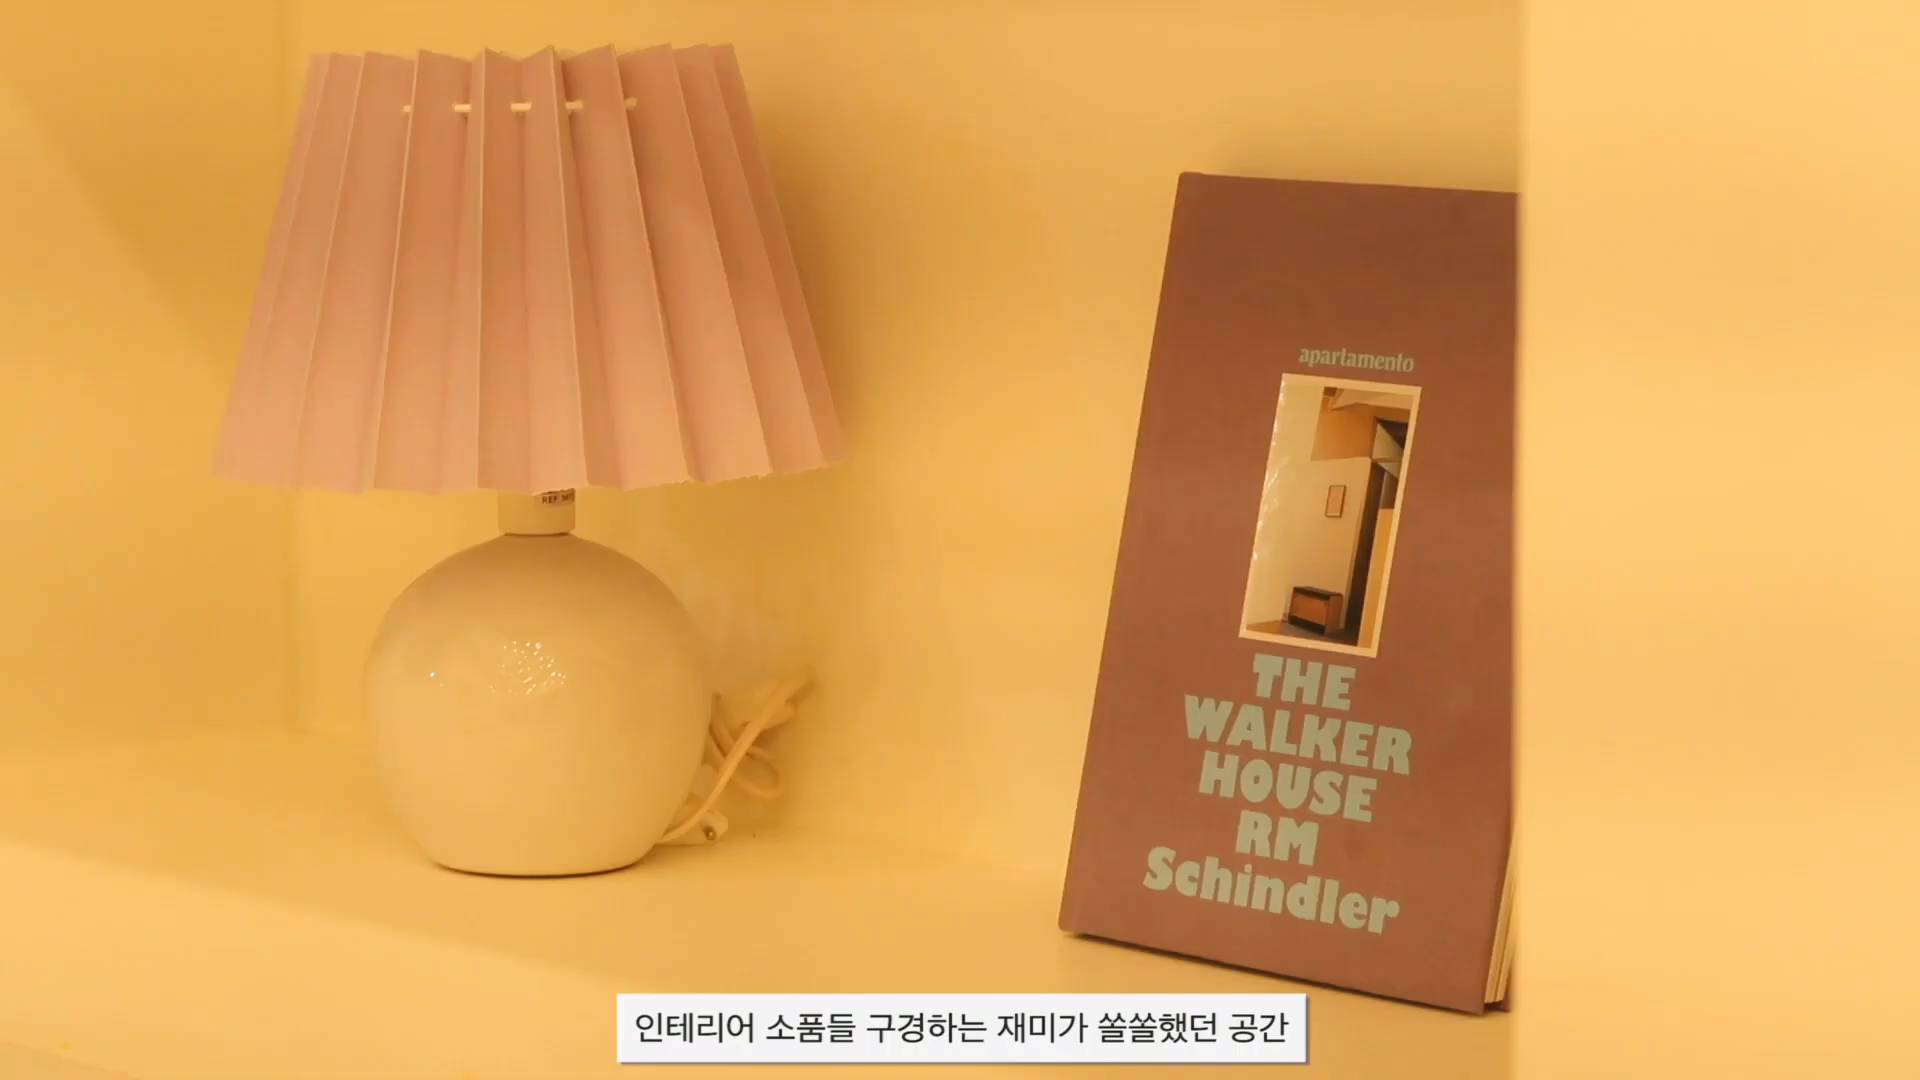 apartamento
THE
WALKER
HOUSE
RM
Schindler
인테리어 소품들 구경하는 재미가 쏠쏠했던 공간